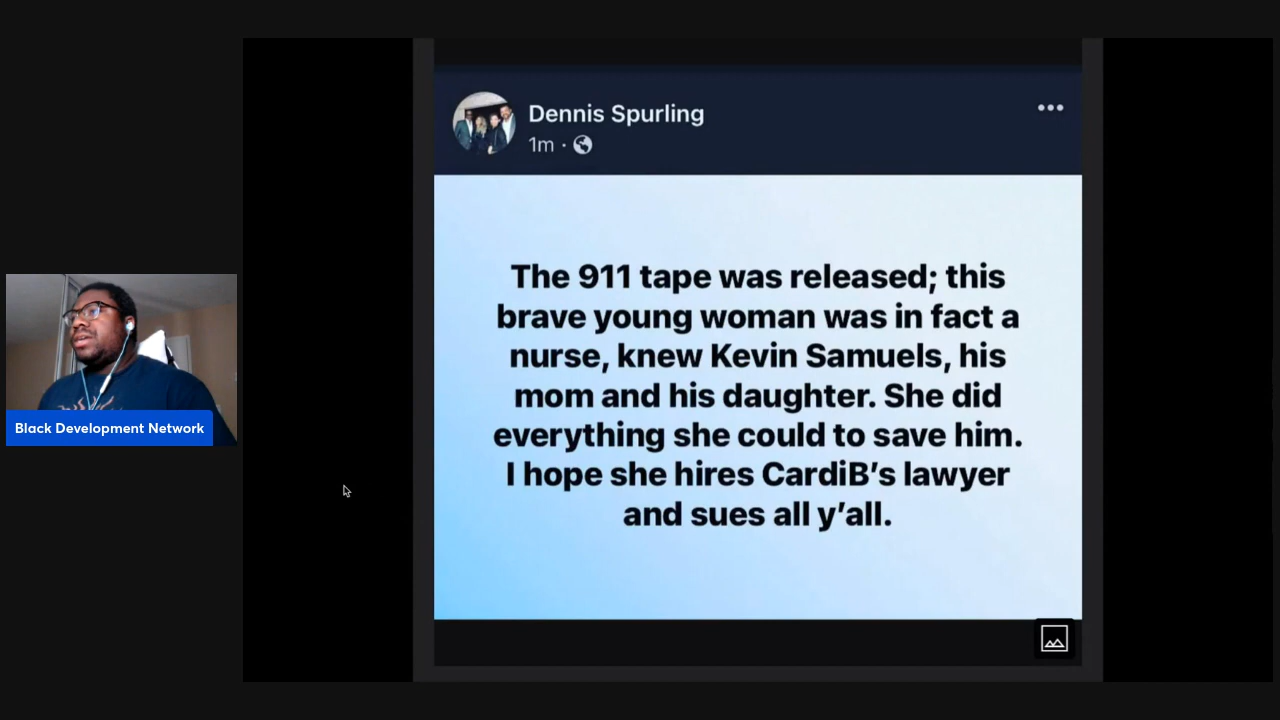 Dennis Spurling
1m ·
The 911 tape was released; this
brave young woman was in fact a
nurse, knew Kevin Samuels, his
mom and his daughter. She did
everything she could to save him.
I hope she hires CardiB’s lawyer
and sues all y’all.
Black Development Network